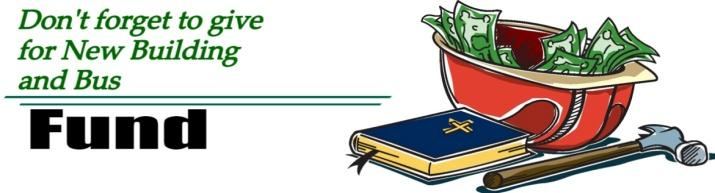 Don't forget to give
for New Building
and Bus
Fund